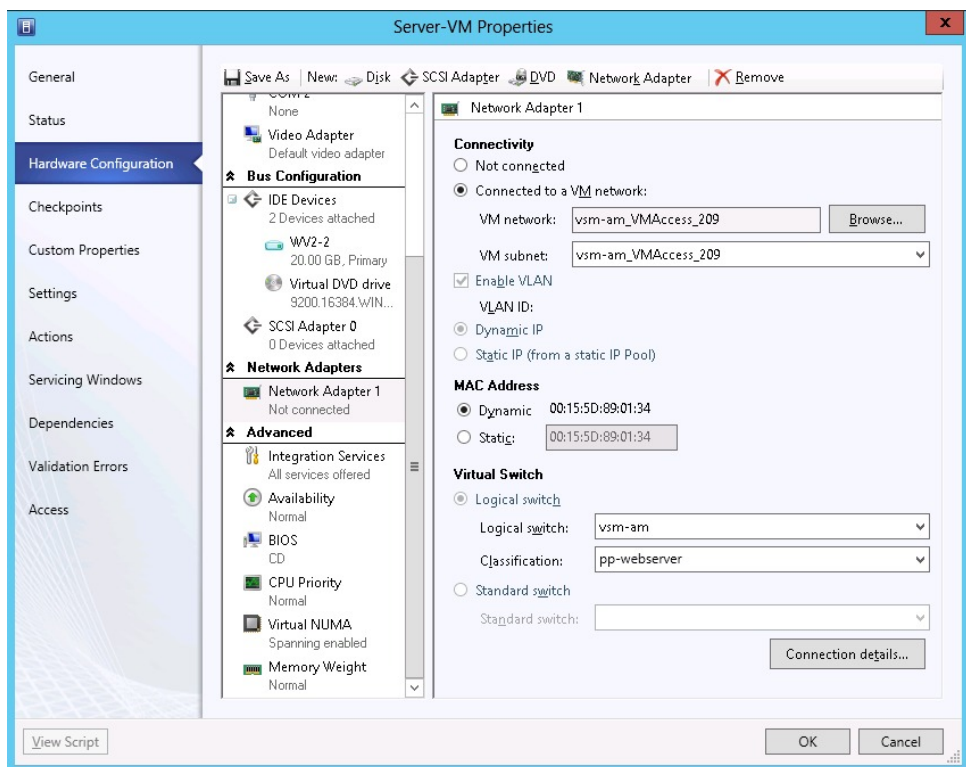 Server-VM Properties
x
General
Status
Hardware Configuration
Checkpoints
Custom Properties
Settings
Actions
Servicing Windows
Dependencies
Validation Errors
Access
Save As New: Disk SCSI Adapter DVD Network Adapter Remove
COM 2
None
Video Adapter
Default video adapter
Bus Configuration
IDE Devices
2 Devices attached
WV2-2
20.00 GB, Primary
Virtual DVD drive
9200.16384.WIN...
SCSI Adapter 0
0 Devices attached
Network Adapters
Network Adapter 1
Not connected
Advanced
Integration Services
All services offered
Availability
Normal
BIOS
CD
CPU Priority
Normal
Virtual NUMA
Spanning enabled
Memory Weight
Normal
Network Adapter 1
Connectivity
Not connected
Connected to a VM network:
VM network: vsm-am_VMAccess_209 Browse...
VM subnet: vsm-am_VMAccess_209
Enable VLAN
VLAN ID:
Dynamic IP
Static IP (from a static IP Pool)
MAC Address
Dynamic 00:15:5D:89:01:34
Static: 00:15:5D:89:01:34
Virtual Switch
Logical switch
Logical switch: vsm-am
Classification: pp-webserver
Standard switch
Standard switch:
Connection details...
View Script
OK Cancel